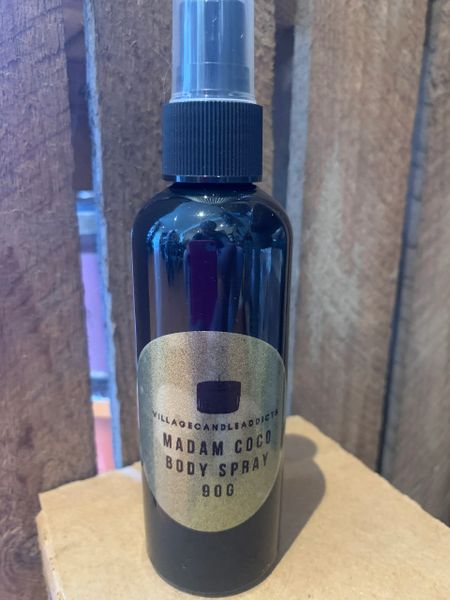 VILLAGECANDLEADDICTS
MADAM COCO
BODY SPRAY
90G